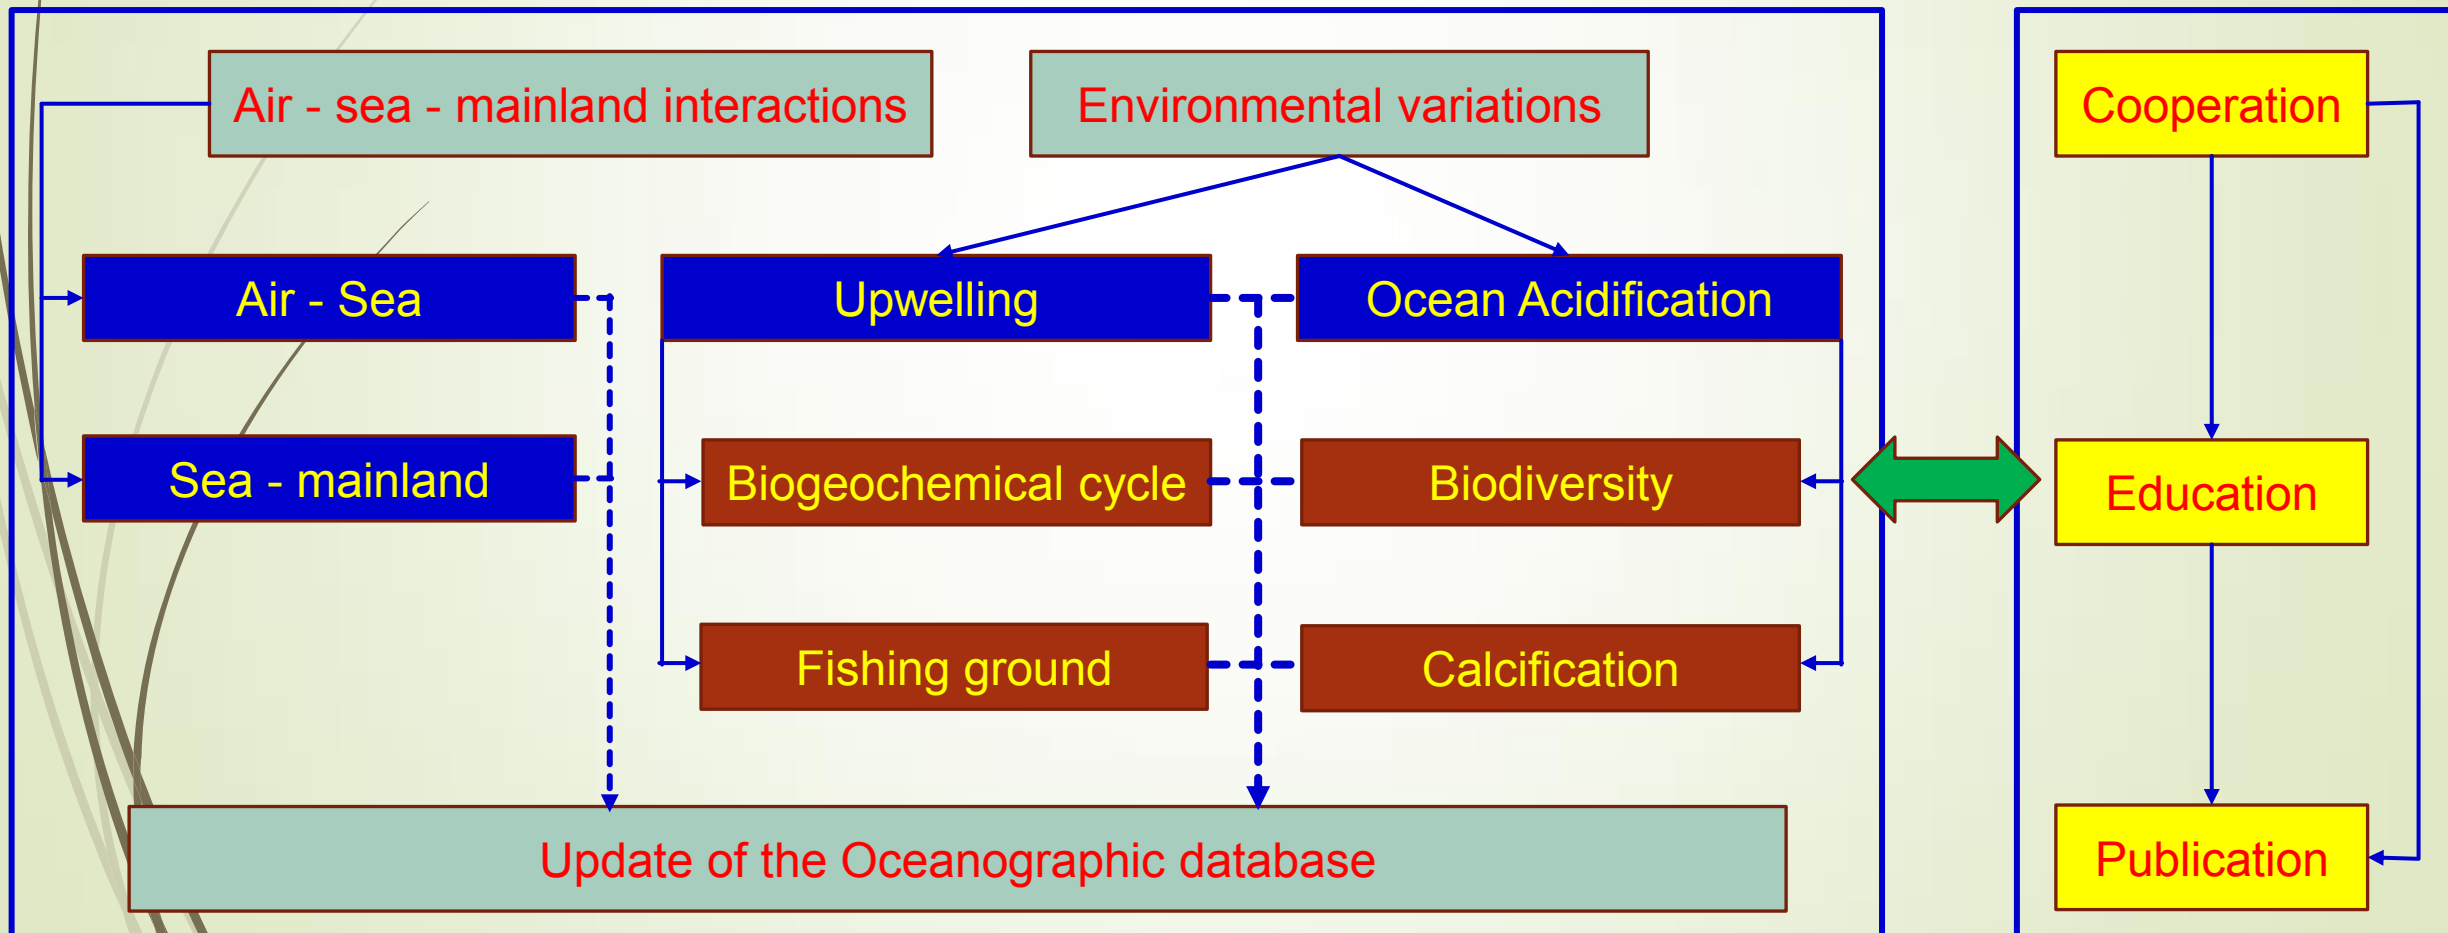 Air - sea - mainland interactions
Environmental variations
Cooperation
Air - Sea
Upwelling
Ocean Acidification
Sea - mainland
Biogeochemical cycle
Biodiversity
Education
Fishing ground
Calcification
Update of the Oceanographic database
Publication